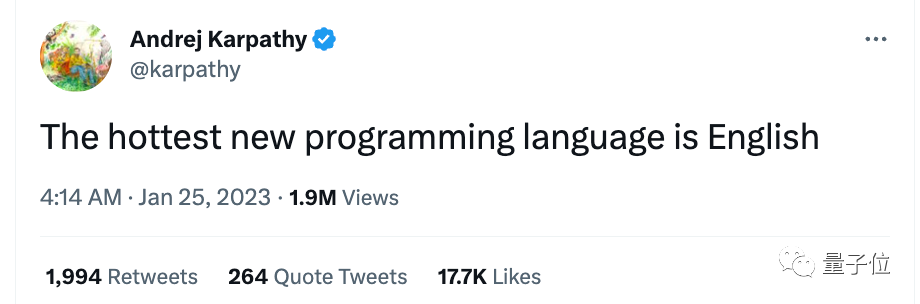 Andrej Karpathy
@karpathy
The hottest new programming language is English
4:14 AM · Jan 25, 2023 · 1.9M Views
1,994 Retweets 264 Quote Tweets 17.7K Likes
量子位